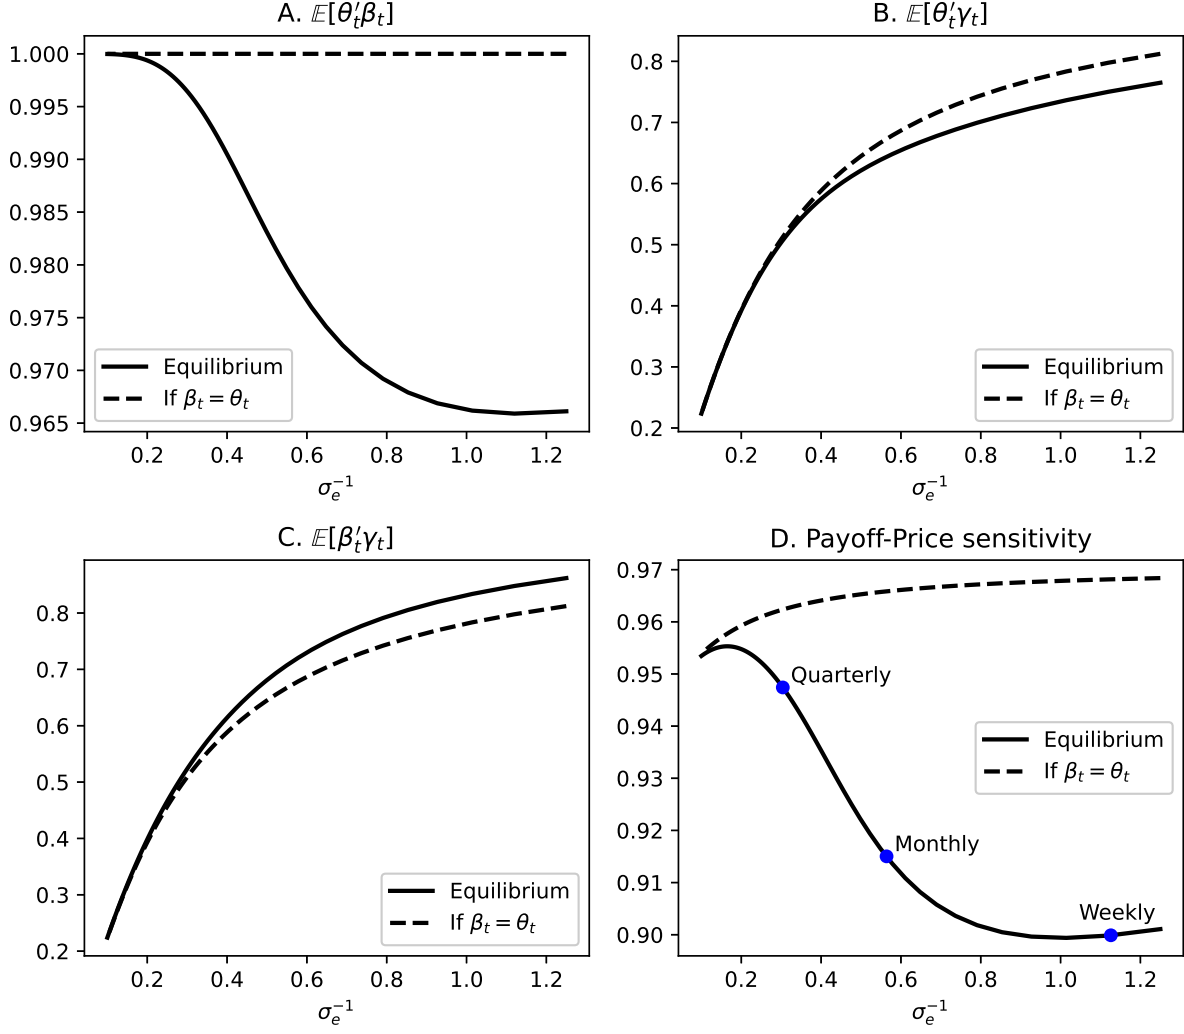 A. 𝔼[θ′ₜβₜ]
1.000
0.995
0.990
0.985
0.980
0.975
0.970
0.965
Equilibrium
If βₜ = θₜ
0.2 0.4 0.6 0.8 1.0 1.2
σₑ⁻¹
B. 𝔼[θ′ₜγₜ]
0.8
0.7
0.6
0.5
0.4
0.3
0.2
Equilibrium
If βₜ = θₜ
0.2 0.4 0.6 0.8 1.0 1.2
σₑ⁻¹
C. 𝔼[β′ₜγₜ]
0.8
0.7
0.6
0.5
0.4
0.3
0.2
Equilibrium
If βₜ = θₜ
0.2 0.4 0.6 0.8 1.0 1.2
σₑ⁻¹
D. Payoff-Price sensitivity
0.97
0.96
0.95
0.94
0.93
0.92
0.91
0.90
Quarterly
Equilibrium
If βₜ = θₜ
Monthly
Weekly
0.2 0.4 0.6 0.8 1.0 1.2
σₑ⁻¹